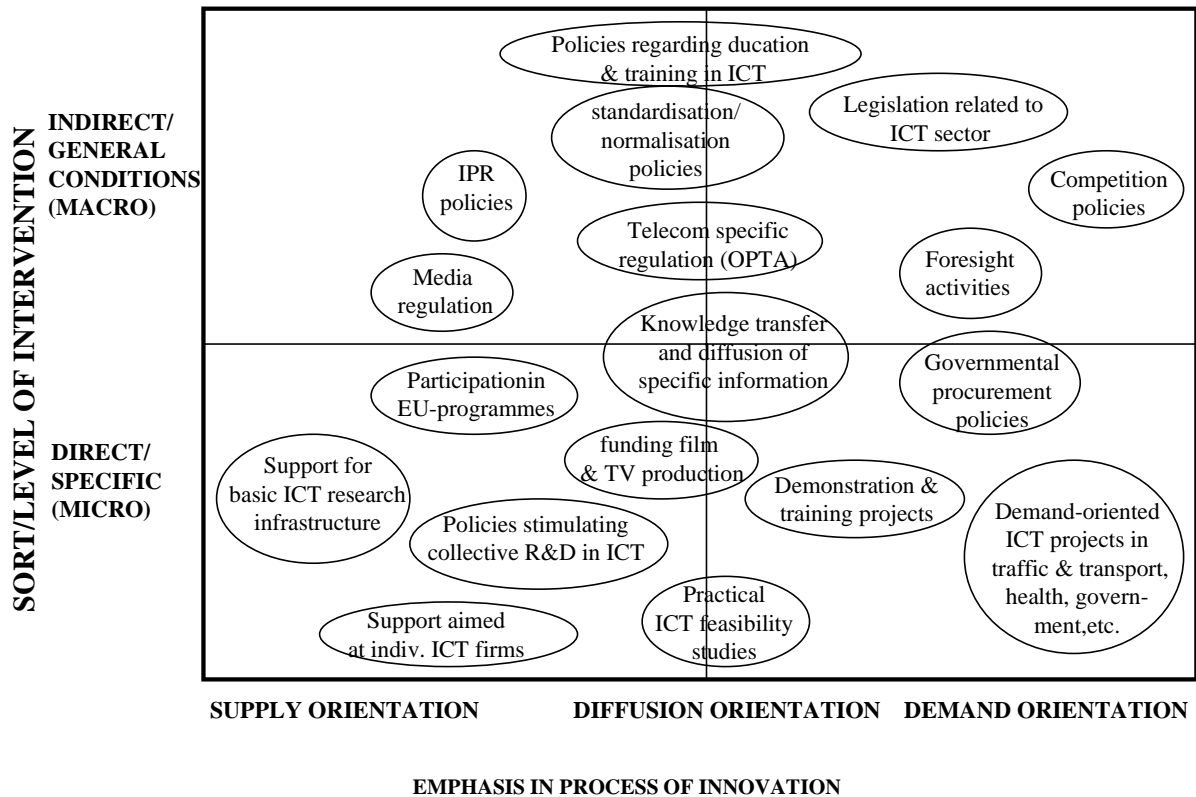 SORT/LEVEL OF INTERVENTION
INDIRECT/
GENERAL
CONDITIONS
(MACRO)
DIRECT/
SPECIFIC
(MICRO)
Policies regarding ducation
& training in ICT
standardisation/
normalisation
policies
Legislation related to
ICT sector
IPR
policies
Competition
policies
Telecom specific
regulation (OPTA)
Foresight
activities
Media
regulation
Knowledge transfer
and diffusion of
specific information
Governmental
procurement
policies
Participationin
EU-programmes
funding film
& TV production
Support for
basic ICT research
infrastructure
Demonstration &
training projects
Demand-oriented
ICT projects in
traffic & transport,
health, govern-
ment,etc.
Policies stimulating
collective R&D in ICT
Practical
ICT feasibility
studies
Support aimed
at indiv. ICT firms
SUPPLY ORIENTATION
DIFFUSION ORIENTATION
DEMAND ORIENTATION
EMPHASIS IN PROCESS OF INNOVATION